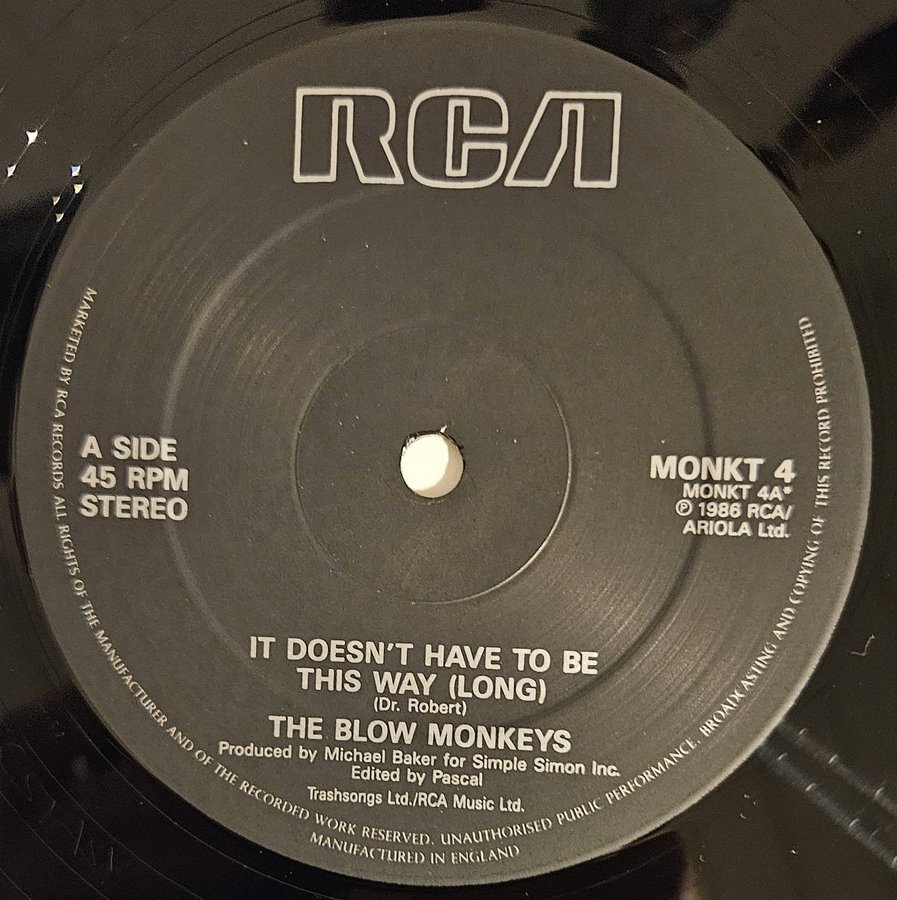 RCA
A SIDE
45 RPM
STEREO
MONKT 4
MONKT 4A*
℗ 1986 RCA/
ARIOLA Ltd.
IT DOESN'T HAVE TO BE
THIS WAY (LONG)
(Dr. Robert)
THE BLOW MONKEYS
Produced by Michael Baker for Simple Simon Inc.
Edited by Pascal
Trashsongs Ltd./RCA Music Ltd.
MARKETED BY RCA RECORDS ALL RIGHTS OF THE MANUFACTURER AND OF THE RECORDED WORK RESERVED. UNAUTHORISED PUBLIC PERFORMANCE. BROADCASTING AND COPYING OF THIS RECORD PROHIBITED
MANUFACTURED IN ENGLAND